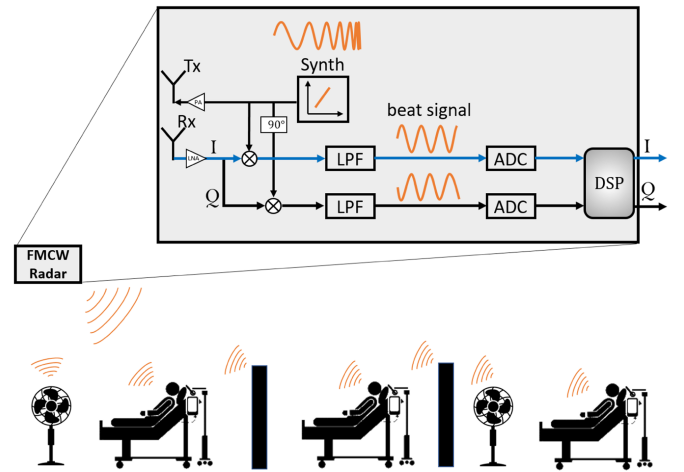 Tx
Synth
PA
Rx
90°
beat signal
LNA
I
LPF
ADC
I
DSP
Q
LPF
ADC
Q
FMCW
Radar